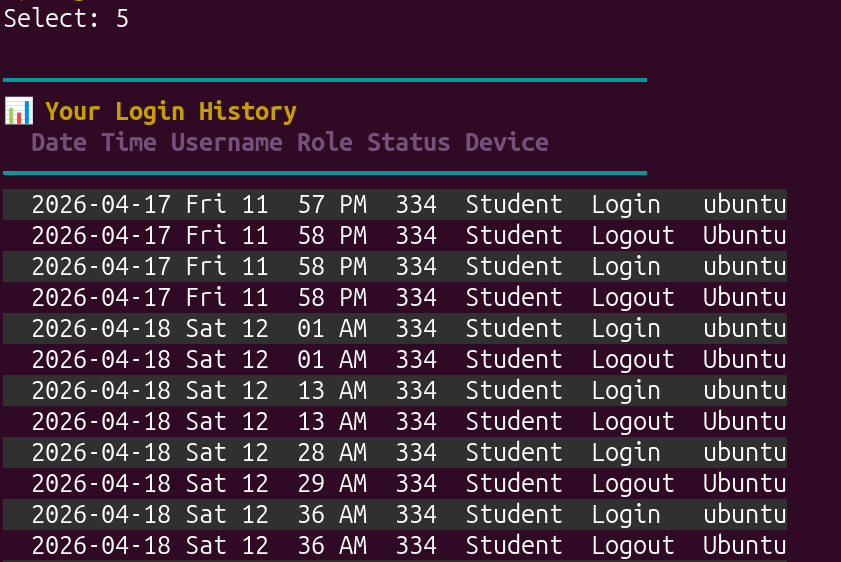 Select: 5
Your Login History
Date Time Username Role Status Device
2026-04-17 Fri 11 57 PM 334 Student Login ubuntu
2026-04-17 Fri 11 58 PM 334 Student Logout Ubuntu
2026-04-17 Fri 11 58 PM 334 Student Login ubuntu
2026-04-17 Fri 11 58 PM 334 Student Logout Ubuntu
2026-04-18 Sat 12 01 AM 334 Student Login ubuntu
2026-04-18 Sat 12 01 AM 334 Student Logout Ubuntu
2026-04-18 Sat 12 13 AM 334 Student Login ubuntu
2026-04-18 Sat 12 13 AM 334 Student Logout Ubuntu
2026-04-18 Sat 12 28 AM 334 Student Login ubuntu
2026-04-18 Sat 12 29 AM 334 Student Logout Ubuntu
2026-04-18 Sat 12 36 AM 334 Student Login ubuntu
2026-04-18 Sat 12 36 AM 334 Student Logout Ubuntu